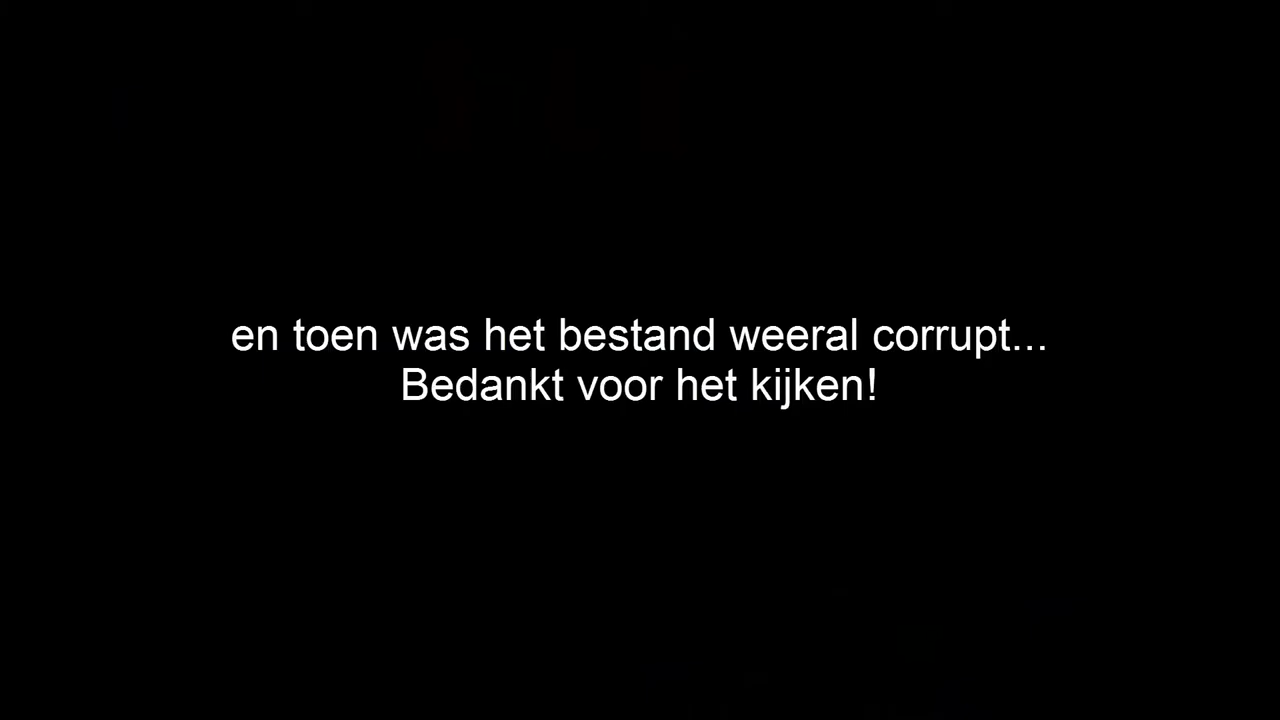 en toen was het bestand weeral corrupt...
Bedankt voor het kijken!